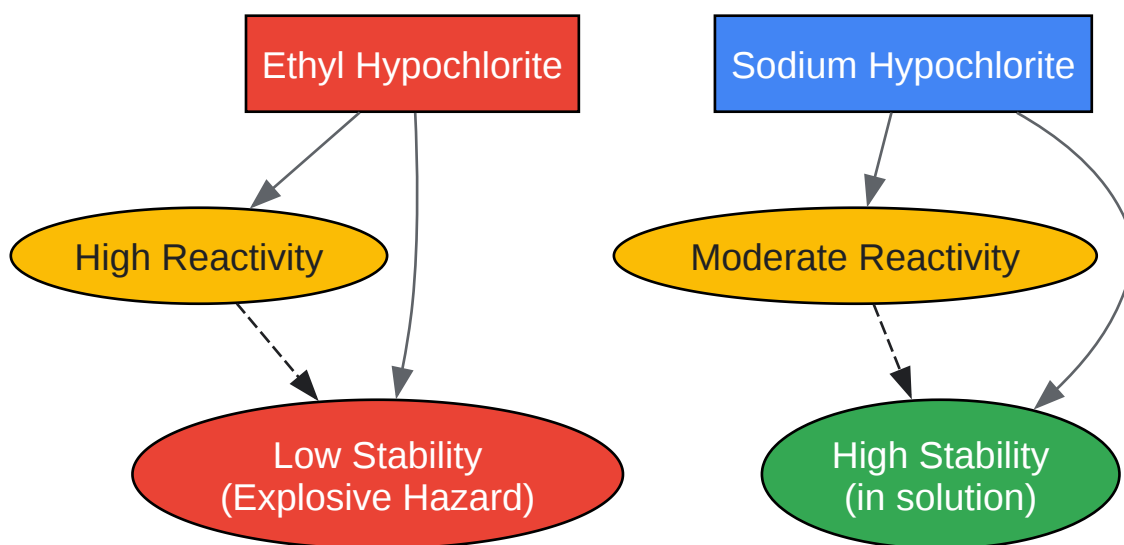 Ethyl Hypochlorite
Sodium Hypochlorite
High Reactivity
Moderate Reactivity
Low Stability
(Explosive Hazard)
High Stability
(in solution)